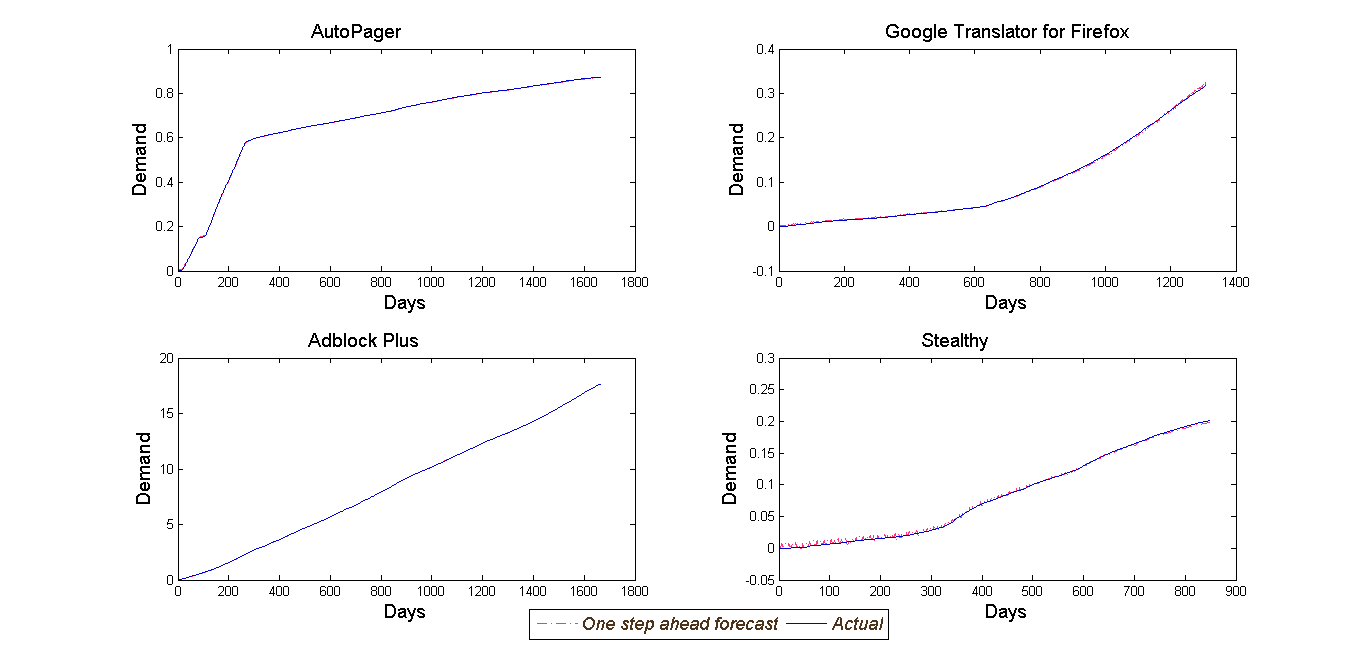 AutoPager
1
0.8
0.6
0.4
0.2
0
Demand
0 200 400 600 800 1000 1200 1400 1600 1800
Days
Google Translator for Firefox
0.4
0.3
0.2
0.1
0
-0.1
Demand
0 200 400 600 800 1000 1200 1400
Days
Adblock Plus
20
15
10
5
0
Demand
0 200 400 600 800 1000 1200 1400 1600 1800
Days
Stealthy
0.3
0.25
0.2
0.15
0.1
0.05
0
-0.05
Demand
0 100 200 300 400 500 600 700 800 900
Days
One step ahead forecast Actual